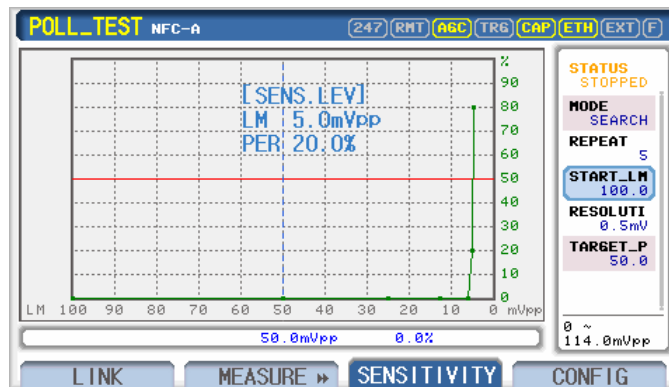 POLL_TEST NFC-A 247 RMT AGC TRG CAP ETH EXT F
%
90
80
70
60
50
40
30
20
10
0
[SENS.LEV]
LM 5.0mVpp
PER 20.0%
LM 100 90 80 70 60 50 40 30 20 10 0 mVpp
50.0mVpp 0.0%
STATUS
STOPPED
MODE
SEARCH
REPEAT
5
START_LM
100.0
RESOLUTI
0.5mV
TARGET_P
50.0
0 ~
114.0mVpp
LINK MEASURE » SENSITIVITY CONFIG